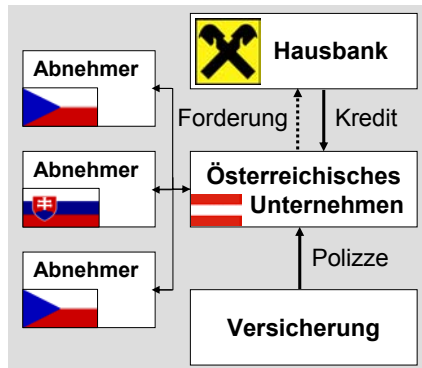 Hausbank
Abnehmer
Forderung
Kredit
Abnehmer
Österreichisches
Unternehmen
Abnehmer
Polizze
Versicherung